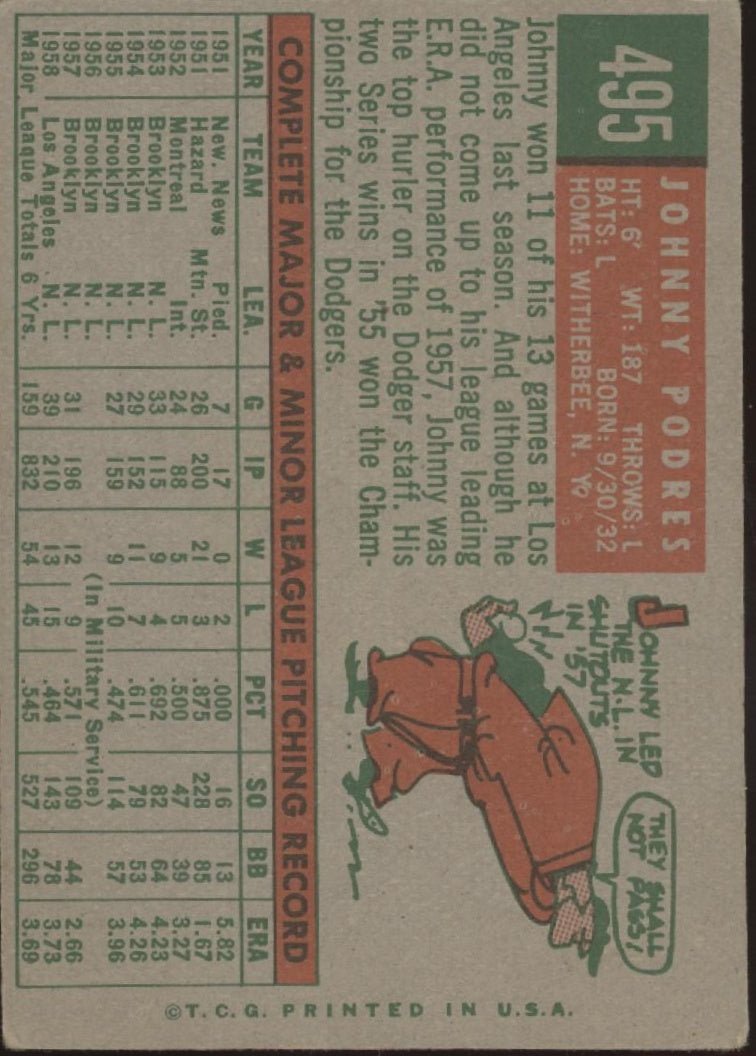 495
JOHNNY PODRES
HT: 6' WT: 187 THROWS: L
BATS: L BORN: 9/30/32
HOME: WITHERBEE, N. Y.
Johnny won 11 of his 13 games at Los
Angeles last season. And although he
did not come up to his league leading
E.R.A. performance of 1957, Johnny was
the top hurler on the Dodger staff. His
two Series wins in '55 won the Cham-
pionship for the Dodgers.
JOHNNY LED
THE N.L. IN
SHUTOUTS
IN '57
THEY SHALL
NOT PASS!
COMPLETE MAJOR & MINOR LEAGUE PITCHING RECORD
YEAR TEAM LEA. G IP W L PCT SO BB ERA
1951 New. News Pied. 7 17 0 2 .000 16 13 5.82
1951 Hazard Mtn. St. 26 200 21 3 .875 228 85 1.67
1952 Montreal Int. 24 88 5 5 .500 47 39 3.27
1953 Brooklyn N. L. 33 115 9 4 .692 82 64 4.23
1954 Brooklyn N. L. 29 152 11 7 .611 79 53 4.26
1955 Brooklyn N. L. 27 159 9 10 .474 114 57 3.96
1956 Brooklyn (In Military Service)
1957 Brooklyn N. L. 31 196 12 9 .571 109 44 2.66
1958 Los Angeles N. L. 39 210 13 15 .464 143 78 3.73
Major League Totals 6 Yrs. 159 832 54 45 .545 527 296 3.69
©T.C.G. PRINTED IN U.S.A.